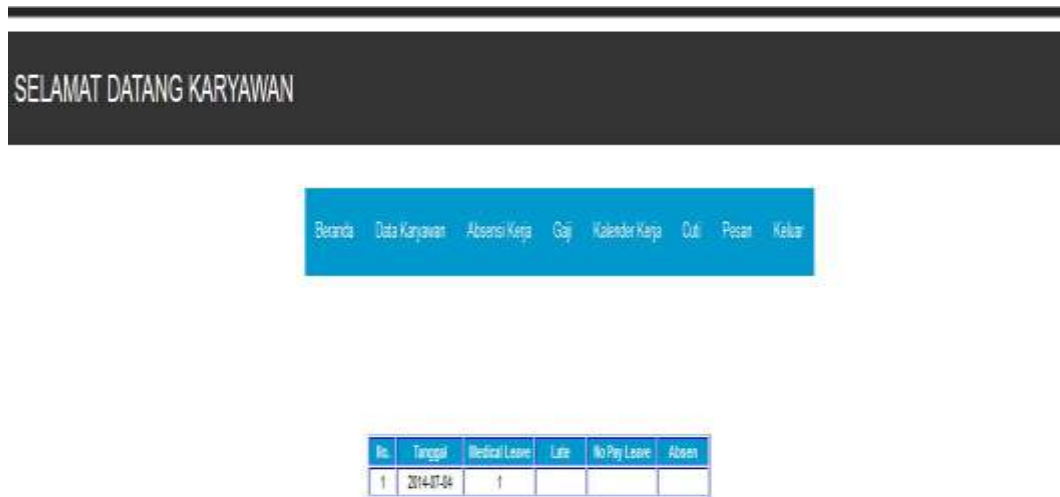 SELAMAT DATANG KARYAWAN
Beranda Data Karyawan Absensi Kerja Gaji Kalender Kerja Cuti Pesan Keluar
No. Tanggal Medical Leave Late No Pay Leave Absen
1 2014-07-04 1